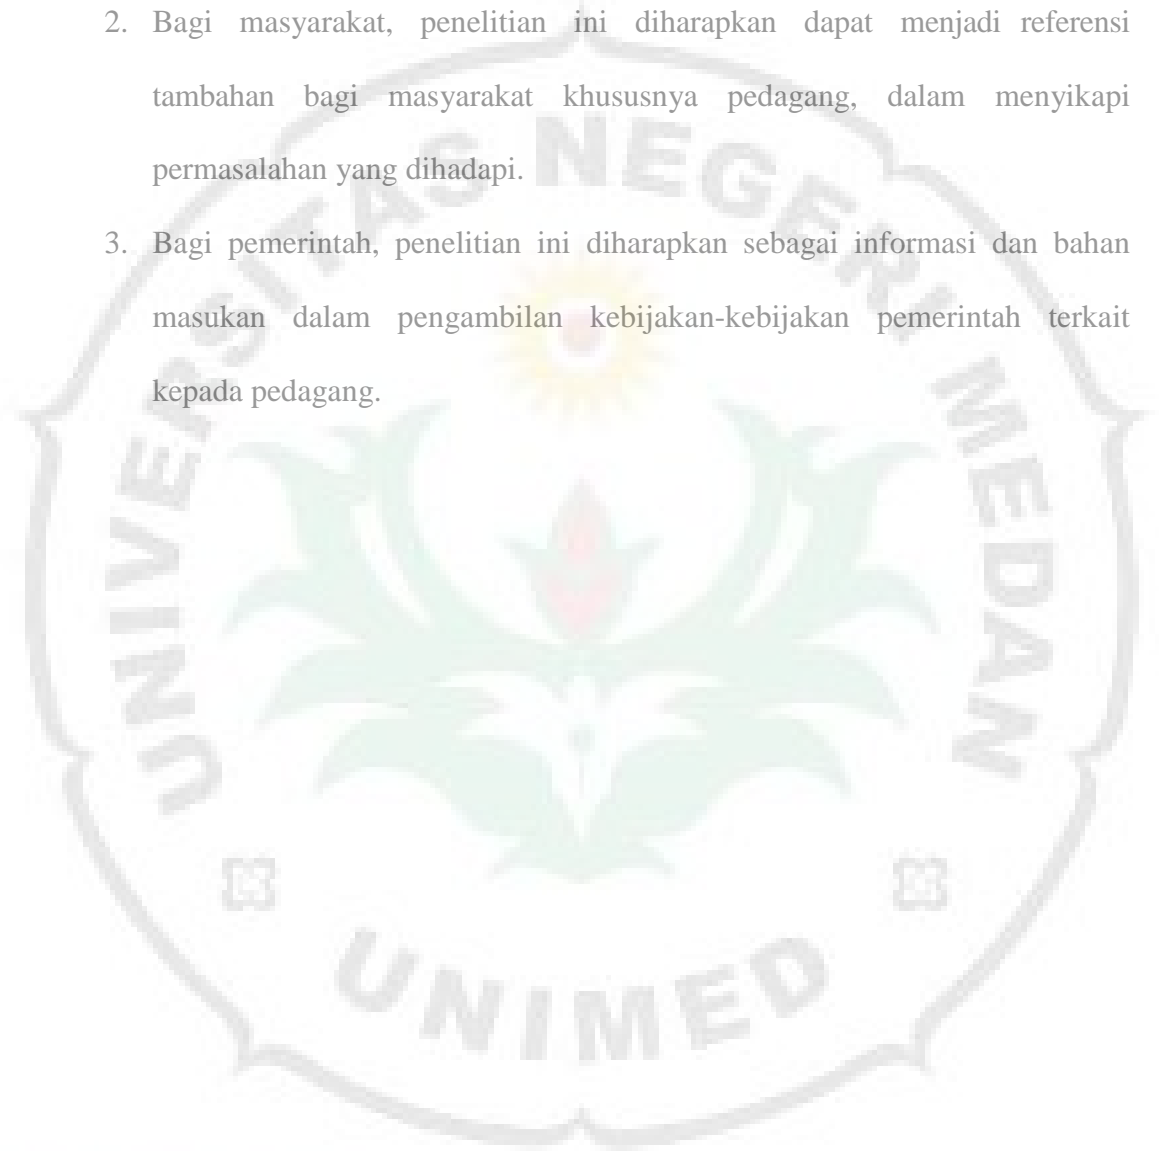 2. Bagi masyarakat, penelitian ini diharapkan dapat menjadi referensi
tambahan bagi masyarakat khususnya pedagang, dalam menyikapi
permasalahan yang dihadapi.
3. Bagi pemerintah, penelitian ini diharapkan sebagai informasi dan bahan
masukan dalam pengambilan kebijakan-kebijakan pemerintah terkait
kepada pedagang.
UNIVERSITAS NEGERI MEDAN
UNIMED